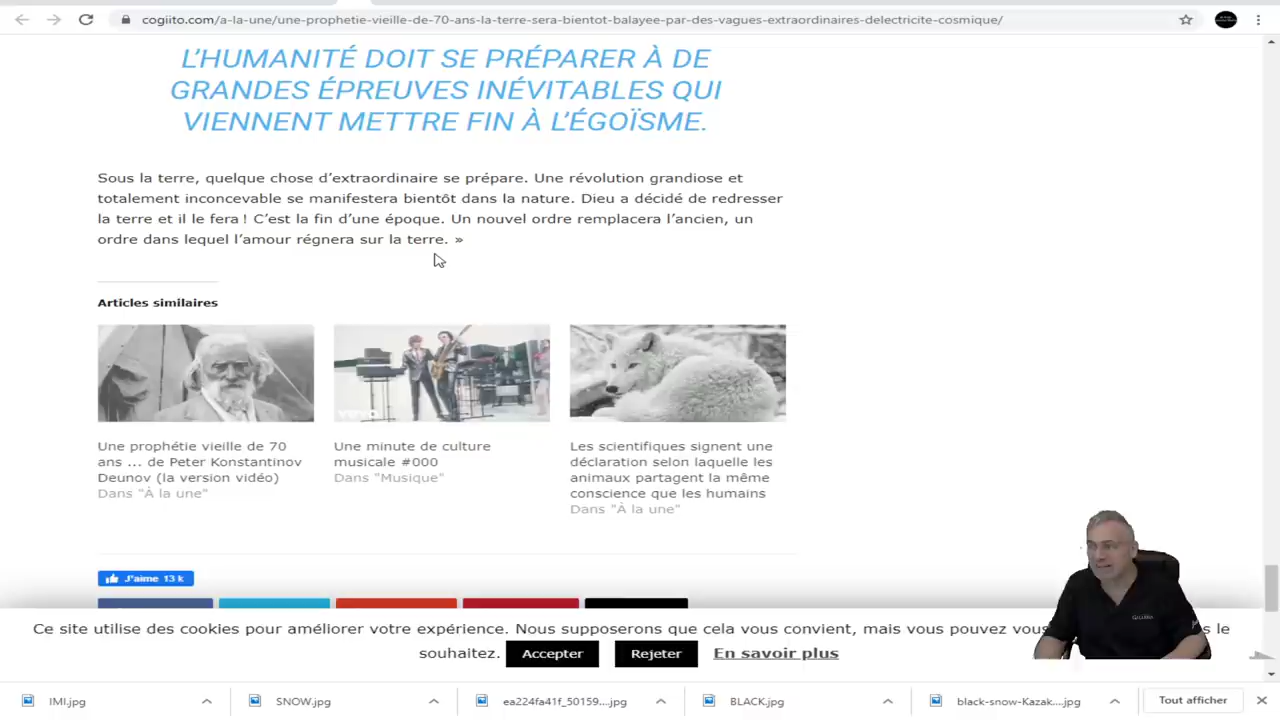 cogiito.com/a-la-une/une-prophetie-vieille-de-70-ans-la-terre-sera-bientot-balayee-par-des-vagues-extraordinaires-delectricite-cosmique/
L'HUMANITÉ DOIT SE PRÉPARER À DE
GRANDES ÉPREUVES INÉVITABLES QUI
VIENNENT METTRE FIN À L'ÉGOÏSME.
Sous la terre, quelque chose d'extraordinaire se prépare. Une révolution grandiose et
totalement inconcevable se manifestera bientôt dans la nature. Dieu a décidé de redresser
la terre et il le fera ! C'est la fin d'une époque. Un nouvel ordre remplacera l'ancien, un
ordre dans lequel l'amour régnera sur la terre. »
Articles similaires
vevo
Une prophétie vieille de 70
ans ... de Peter Konstantinov
Deunov (la version vidéo)
Dans "À la une"
Une minute de culture
musicale #000
Dans "Musique"
Les scientifiques signent une
déclaration selon laquelle les
animaux partagent la même
conscience que les humains
Dans "À la une"
J'aime 13 k
Ce site utilise des cookies pour améliorer votre expérience. Nous supposerons que cela vous convient, mais vous pouvez vous le
souhaitez. Accepter Rejeter En savoir plus
IMI.jpg
SNOW.jpg
ea224fa41f_50159....jpg
BLACK.jpg
black-snow-Kazak....jpg
Tout afficher